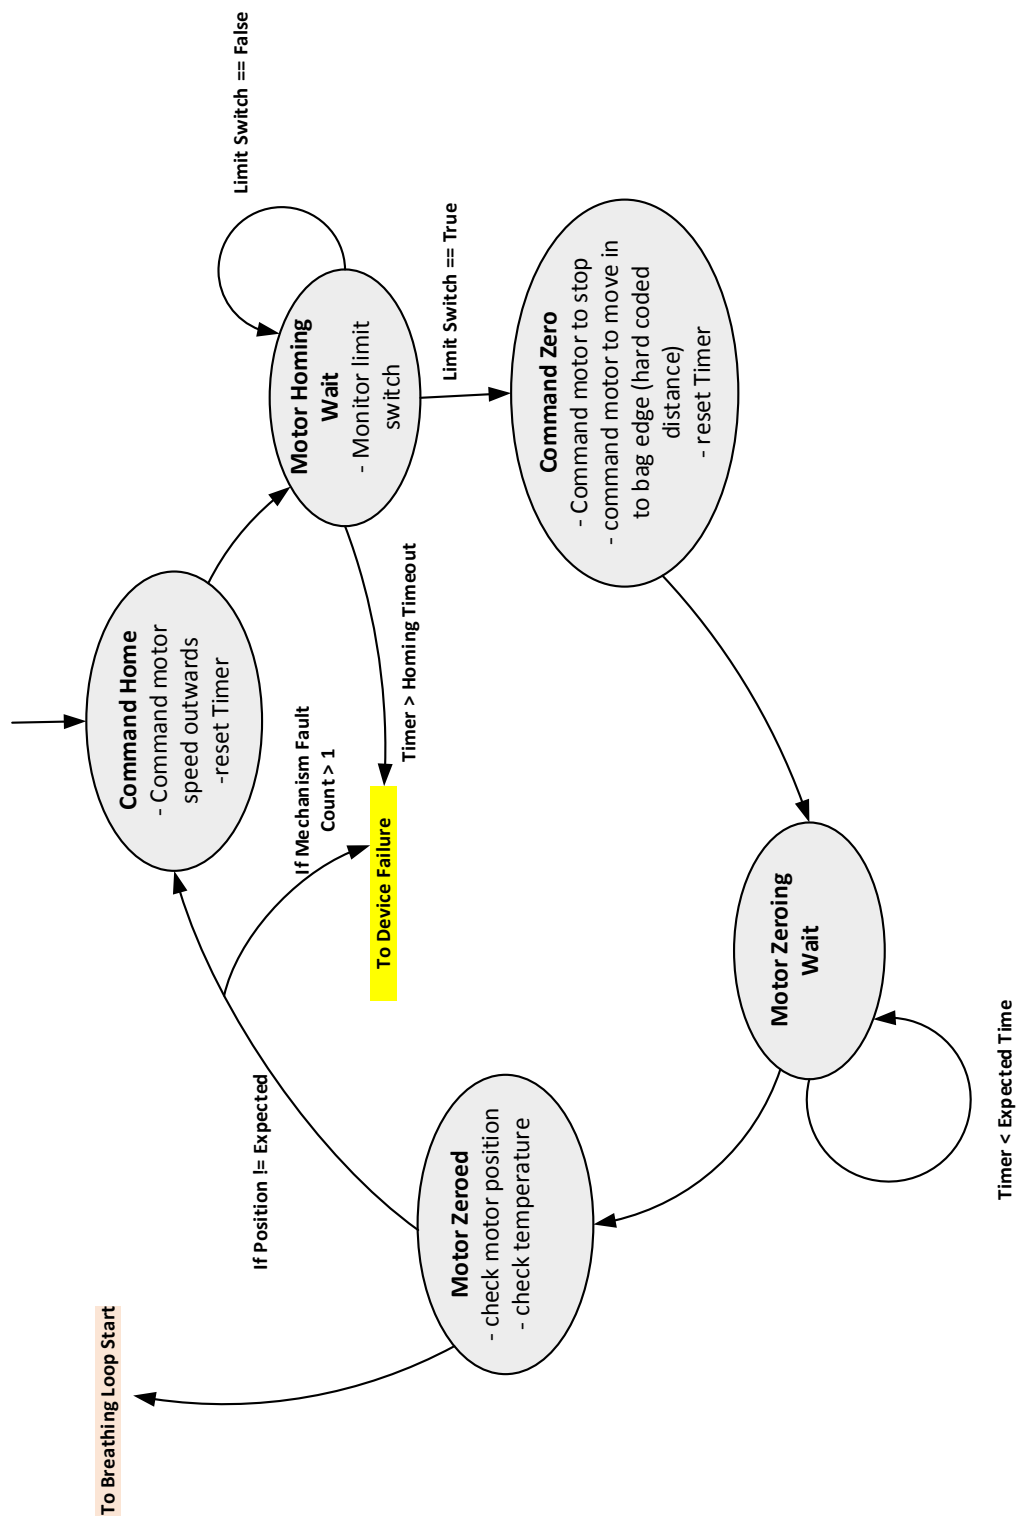 Command Home
- Command motor
speed outwards
-reset Timer
Limit Switch == False
Motor Homing
Wait
- Monitor limit
switch
Limit Switch == True
Timer > Homing Timeout
Command Zero
- Command motor to stop
- command motor to move in
to bag edge (hard coded
distance)
- reset Timer
Motor Zeroing
Wait
Timer < Expected Time
Motor Zeroed
- check motor position
- check temperature
If Position != Expected
If Mechanism Fault
Count > 1
To Device Failure
To Breathing Loop Start